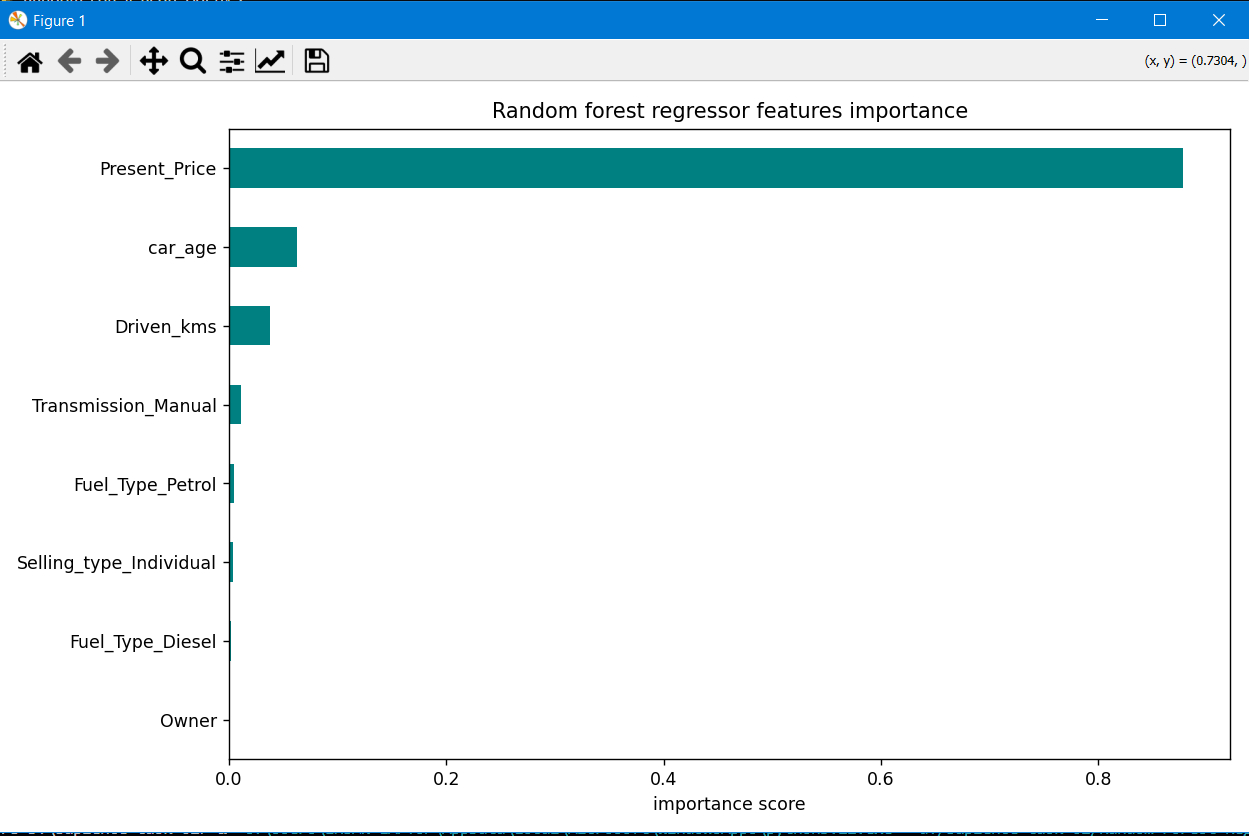 Figure 1
(x, y) = (0.7304, )
Random forest regressor features importance
Present_Price
car_age
Driven_kms
Transmission_Manual
Fuel_Type_Petrol
Selling_type_Individual
Fuel_Type_Diesel
Owner
0.0 0.2 0.4 0.6 0.8
importance score